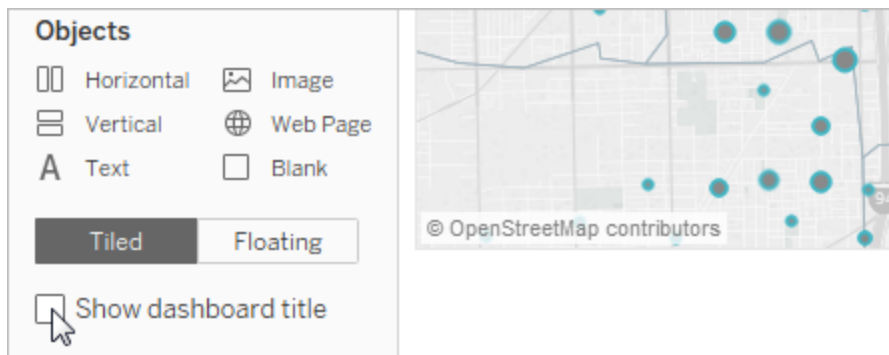 Objects
Horizontal
Image
Vertical
Web Page
Text
Blank
Tiled
Floating
Show dashboard title
© OpenStreetMap contributors